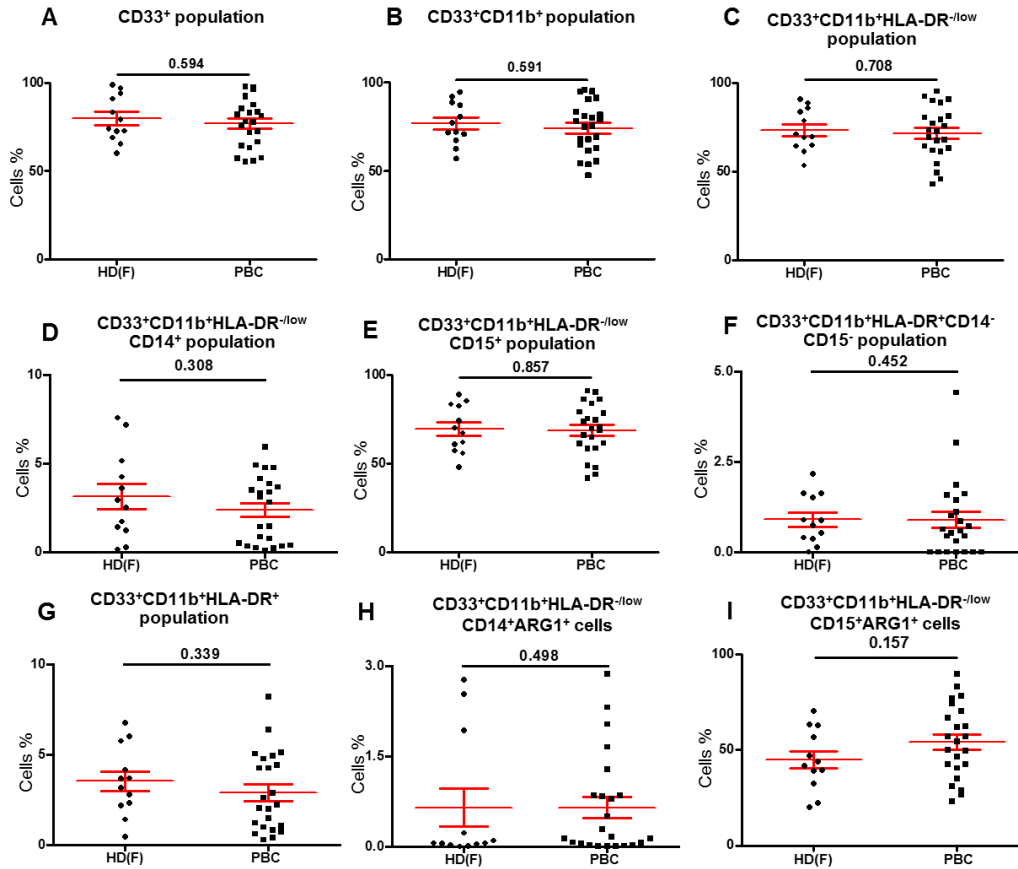 A
CD33⁺ population
0.594
100
50
0
Cells %
HD(F)
PBC
B
CD33⁺CD11b⁺ population
0.591
100
50
0
Cells %
HD(F)
PBC
C
CD33⁺CD11b⁺HLA-DR⁻/low
population
0.708
100
50
0
Cells %
HD(F)
PBC
D
CD33⁺CD11b⁺HLA-DR⁻/low
CD14⁺ population
0.308
10
5
0
Cells %
HD(F)
PBC
E
CD33⁺CD11b⁺HLA-DR⁻/low
CD15⁺ population
0.857
100
50
0
Cells %
HD(F)
PBC
F
CD33⁺CD11b⁺HLA-DR⁺CD14⁻
CD15⁻ population
0.452
5.0
2.5
0.0
Cells %
HD(F)
PBC
G
CD33⁺CD11b⁺HLA-DR⁺
population
0.339
10
5
0
Cells %
HD(F)
PBC
H
CD33⁺CD11b⁺HLA-DR⁻/low
CD14⁺ARG1⁺ cells
0.498
3.0
1.5
0.0
Cells %
HD(F)
PBC
I
CD33⁺CD11b⁺HLA-DR⁻/low
CD15⁺ARG1⁺ cells
0.157
100
50
0
Cells %
HD(F)
PBC